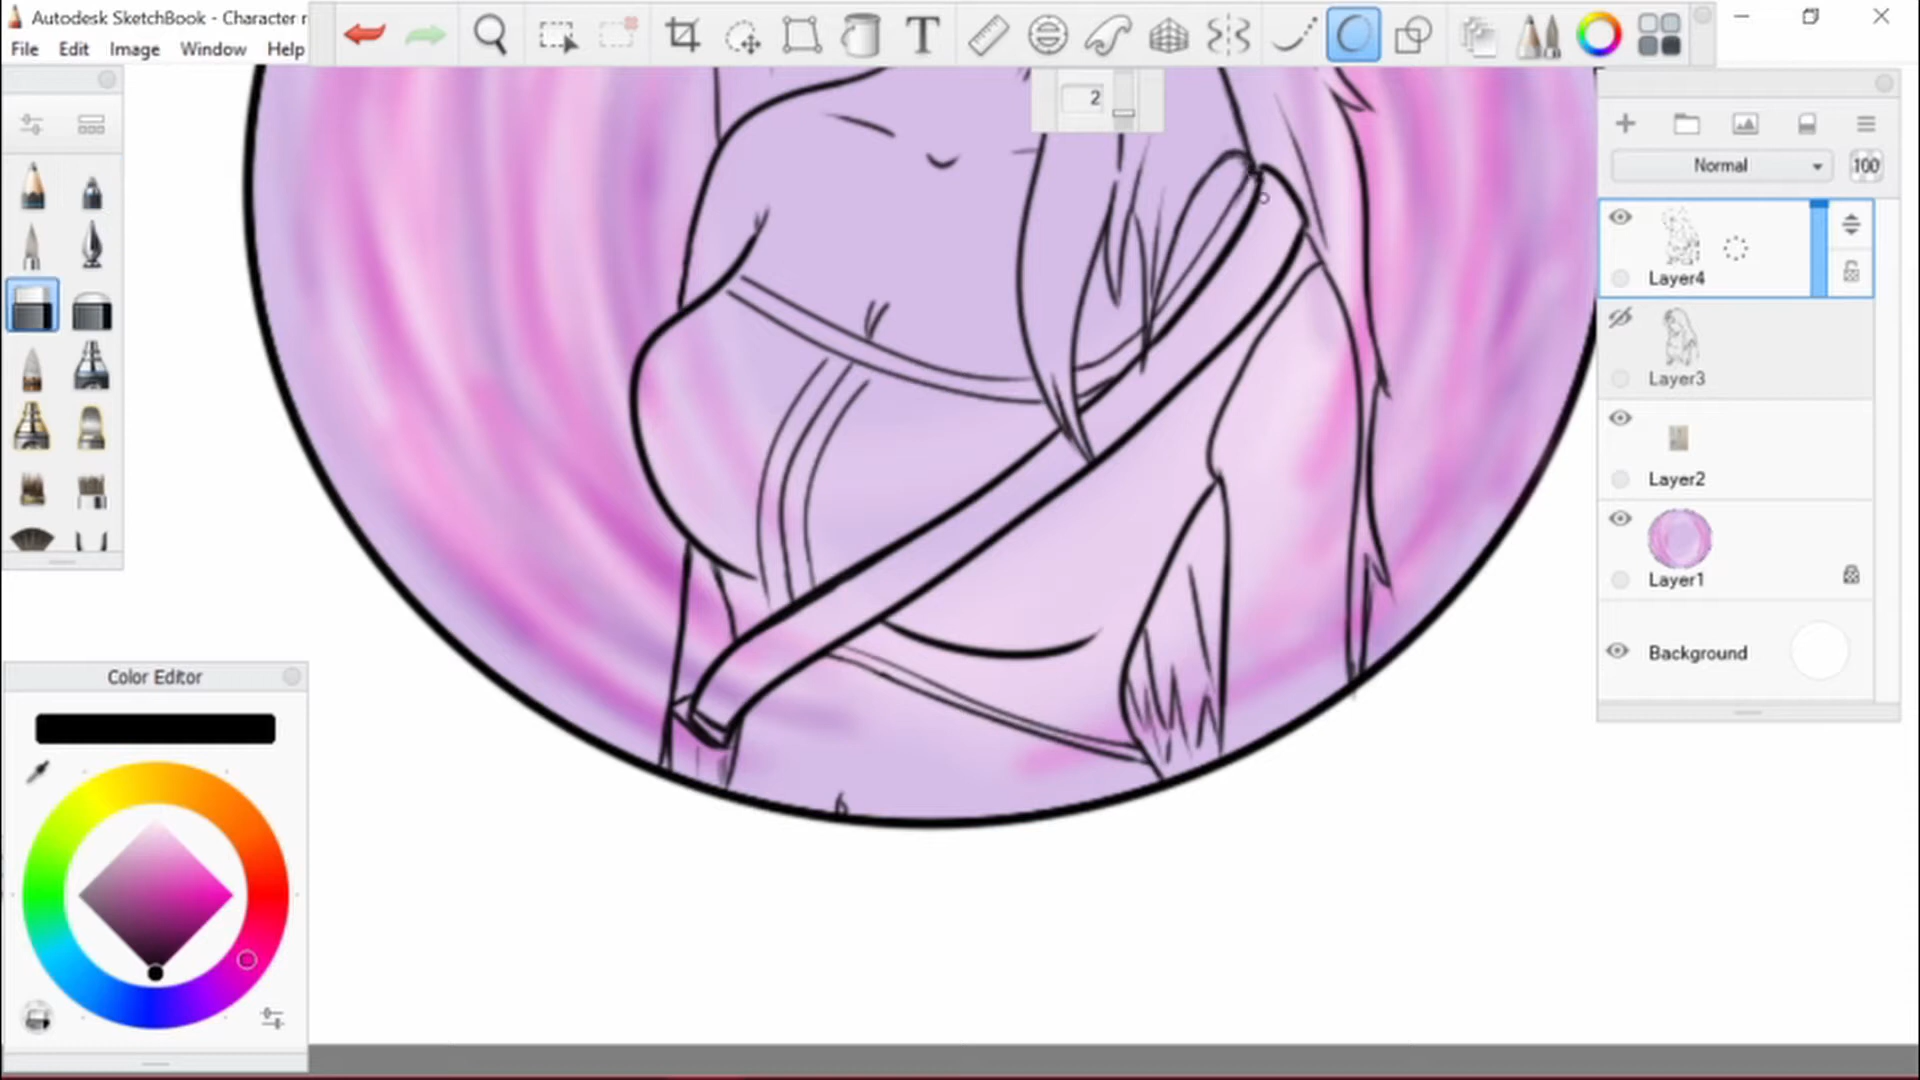 Autodesk SketchBook - Character r
File Edit Image Window Help
T
2
Normal 100
Layer4
Layer3
Layer2
Layer1
Background
Color Editor